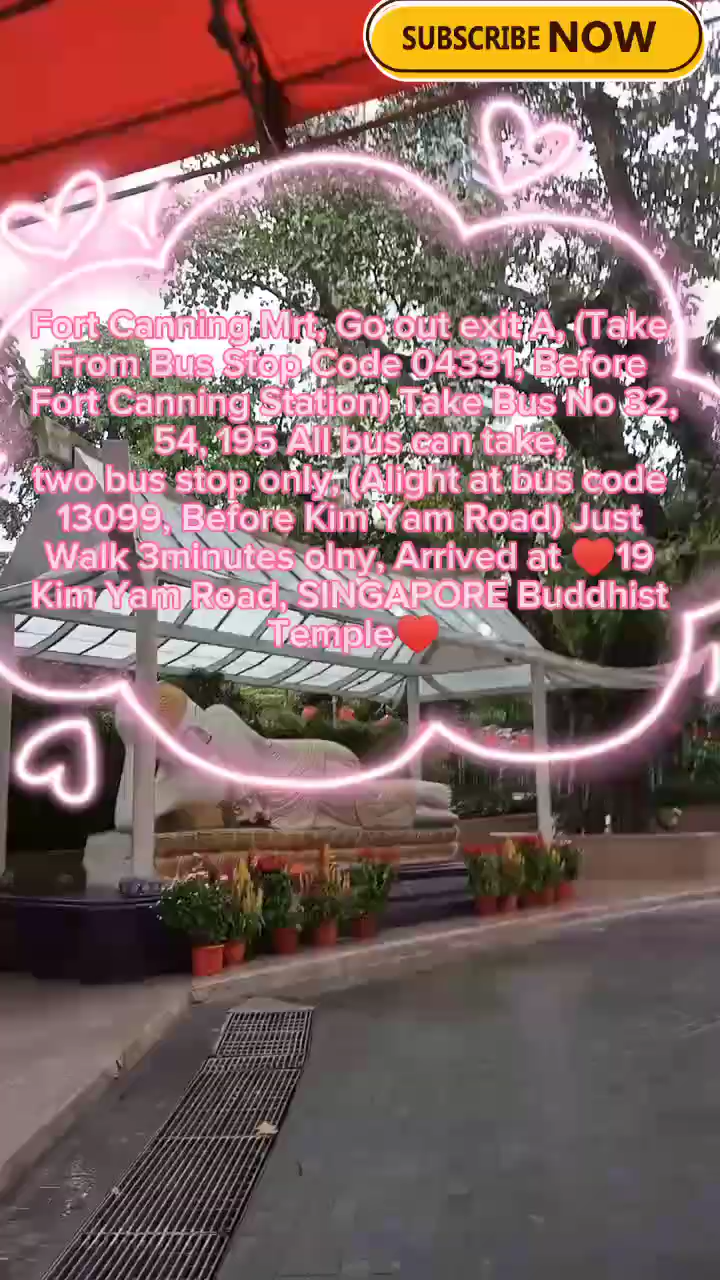 SUBSCRIBE NOW
Fort Canning Mrt, Go out exit A, (Take
From Bus Stop Code 04331, Before
Fort Canning Station) Take Bus No 32,
54, 195 All bus can take,
two bus stop only, (Alight at bus code
13099, Before Kim Yam Road) Just
Walk 3minutes olny, Arrived at ♥️19
Kim Yam Road, SINGAPORE Buddhist
Temple♥️